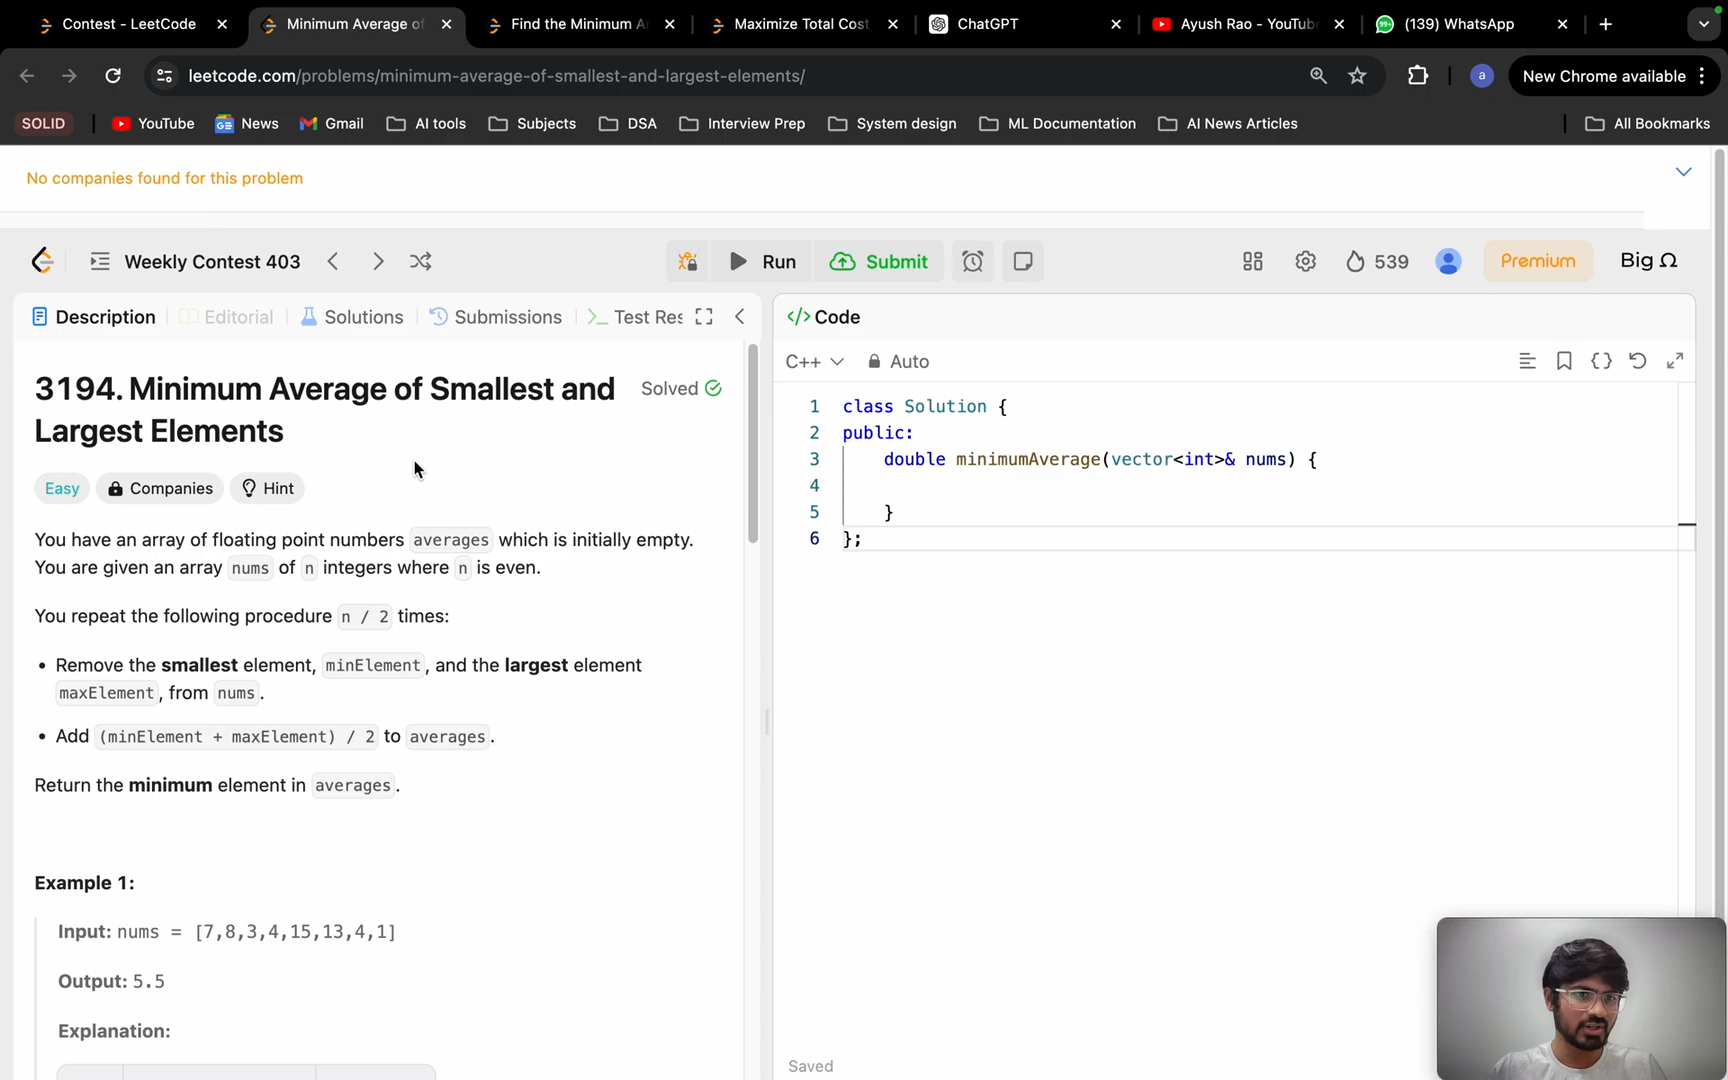 Contest - LeetCode
Minimum Average of
Find the Minimum A
Maximize Total Cost
ChatGPT
Ayush Rao - YouTub
(139) WhatsApp
leetcode.com/problems/minimum-average-of-smallest-and-largest-elements/
a
New Chrome available
SOLID
YouTube
News
Gmail
AI tools
Subjects
DSA
Interview Prep
System design
ML Documentation
AI News Articles
All Bookmarks
No companies found for this problem
Weekly Contest 403
Run
Submit
539
Premium
Big Ω
Description
Editorial
Solutions
Submissions
Test Res
3194. Minimum Average of Smallest and
Largest Elements
Solved
Easy
Companies
Hint
You have an array of floating point numbers averages which is initially empty.
You are given an array nums of n integers where n is even.
You repeat the following procedure n / 2 times:
• Remove the smallest element, minElement, and the largest element
maxElement, from nums.
• Add (minElement + maxElement) / 2 to averages.
Return the minimum element in averages.
Example 1:
Input: nums = [7,8,3,4,15,13,4,1]
Output: 5.5
Explanation:
</> Code
C++
Auto
1 class Solution {
2 public:
3 double minimumAverage(vector<int>& nums) {
4
5 }
6 };
Saved